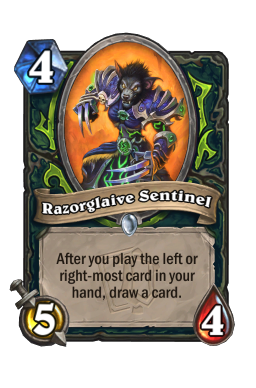 4
Razorglaive Sentinel
After you play the left or
right-most card in your
hand, draw a card.
5
4